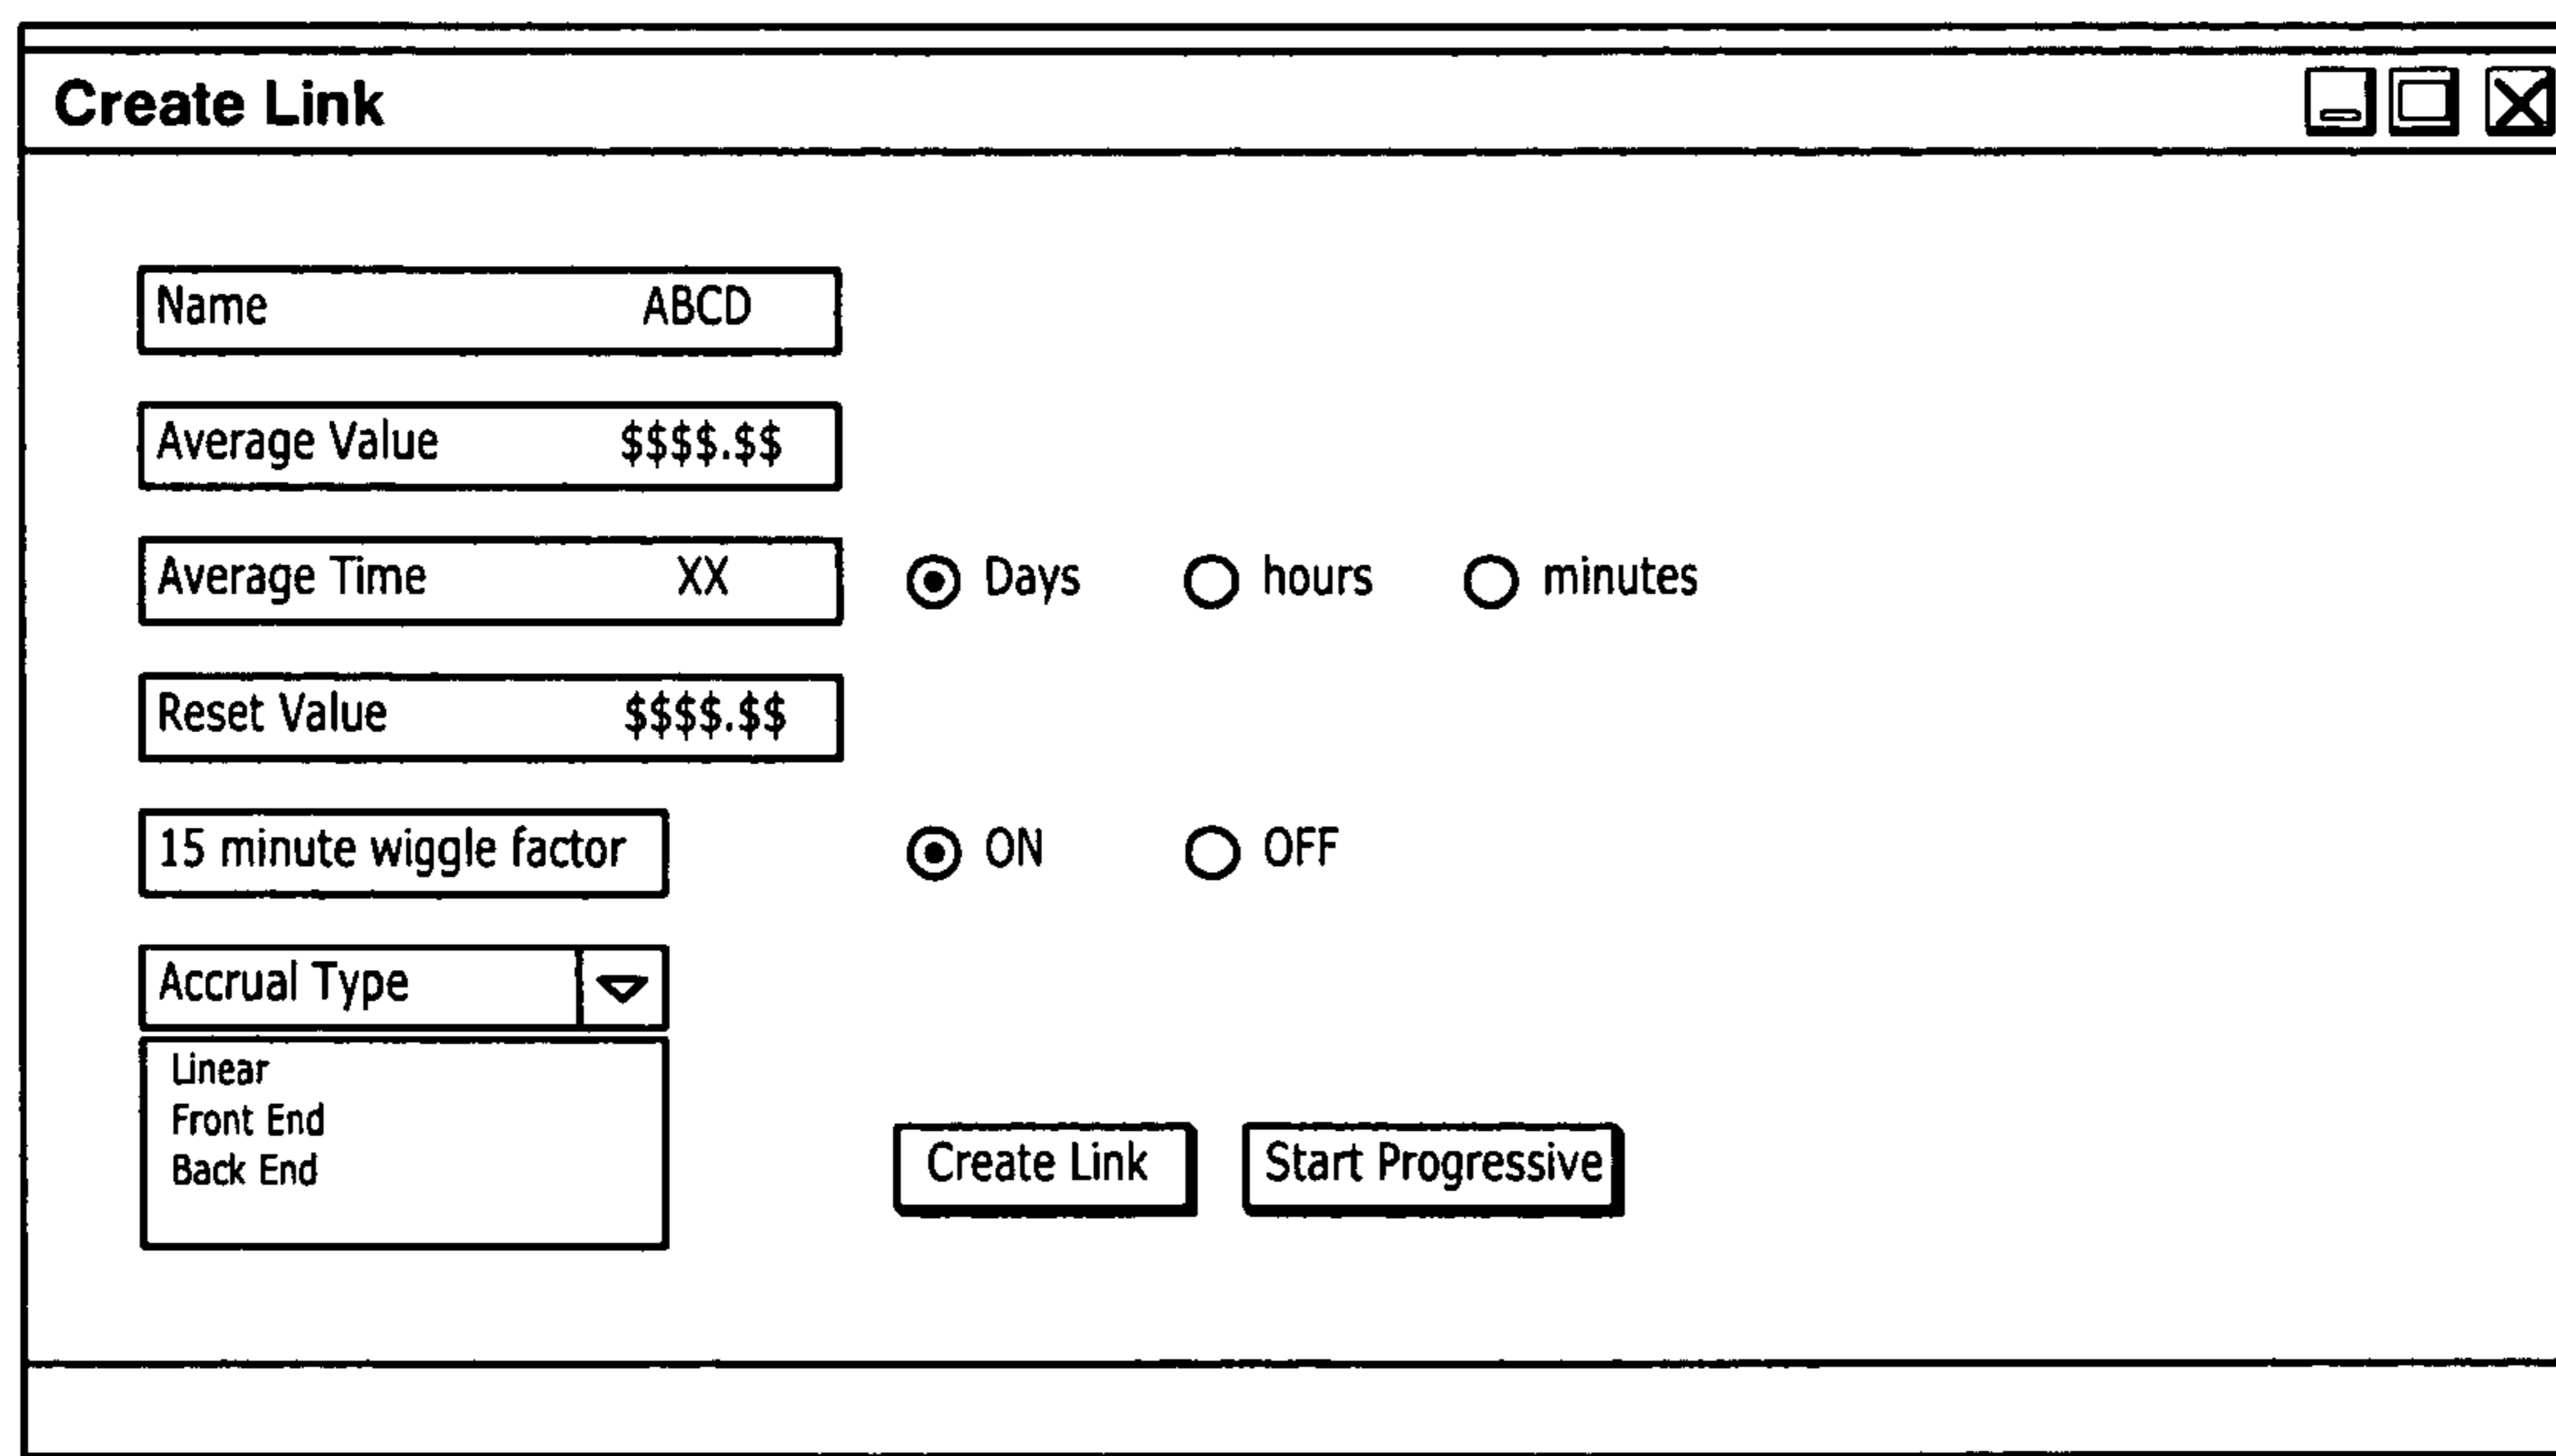 Create Link
Name ABCD
Average Value $$$$.$$
Average Time XX Days hours minutes
Reset Value $$$$.$$
15 minute wiggle factor ON OFF
Accrual Type
Linear
Front End
Back End
Create Link Start Progressive